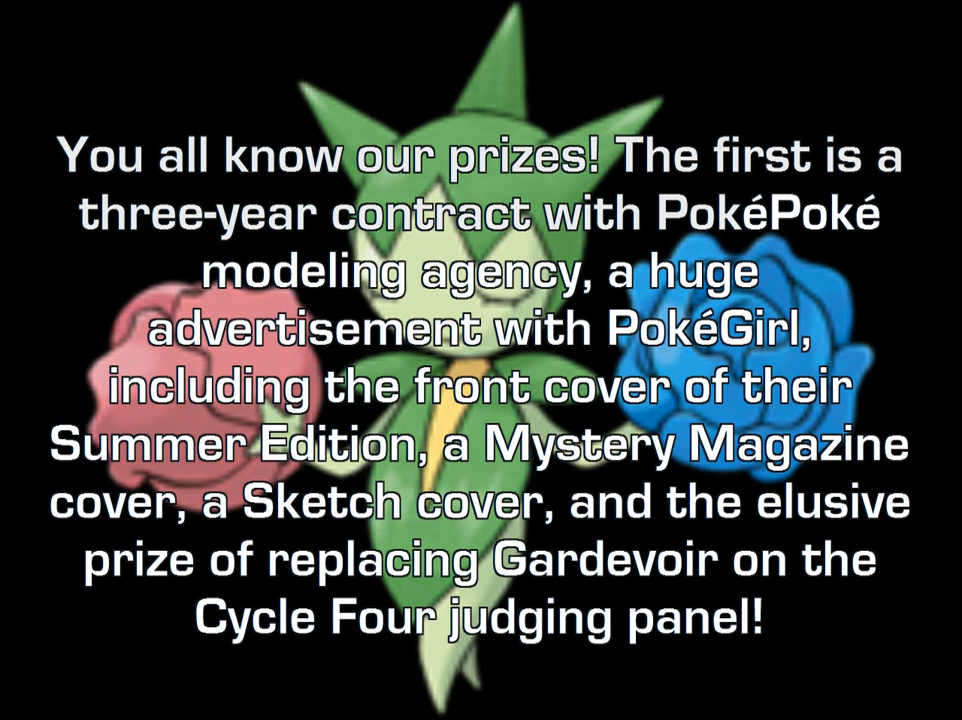 You all know our prizes! The first is a
three-year contract with PokéPoké
modeling agency, a huge
advertisement with PokéGirl,
including the front cover of their
Summer Edition, a Mystery Magazine
cover, a Sketch cover, and the elusive
prize of replacing Gardevoir on the
Cycle Four judging panel!